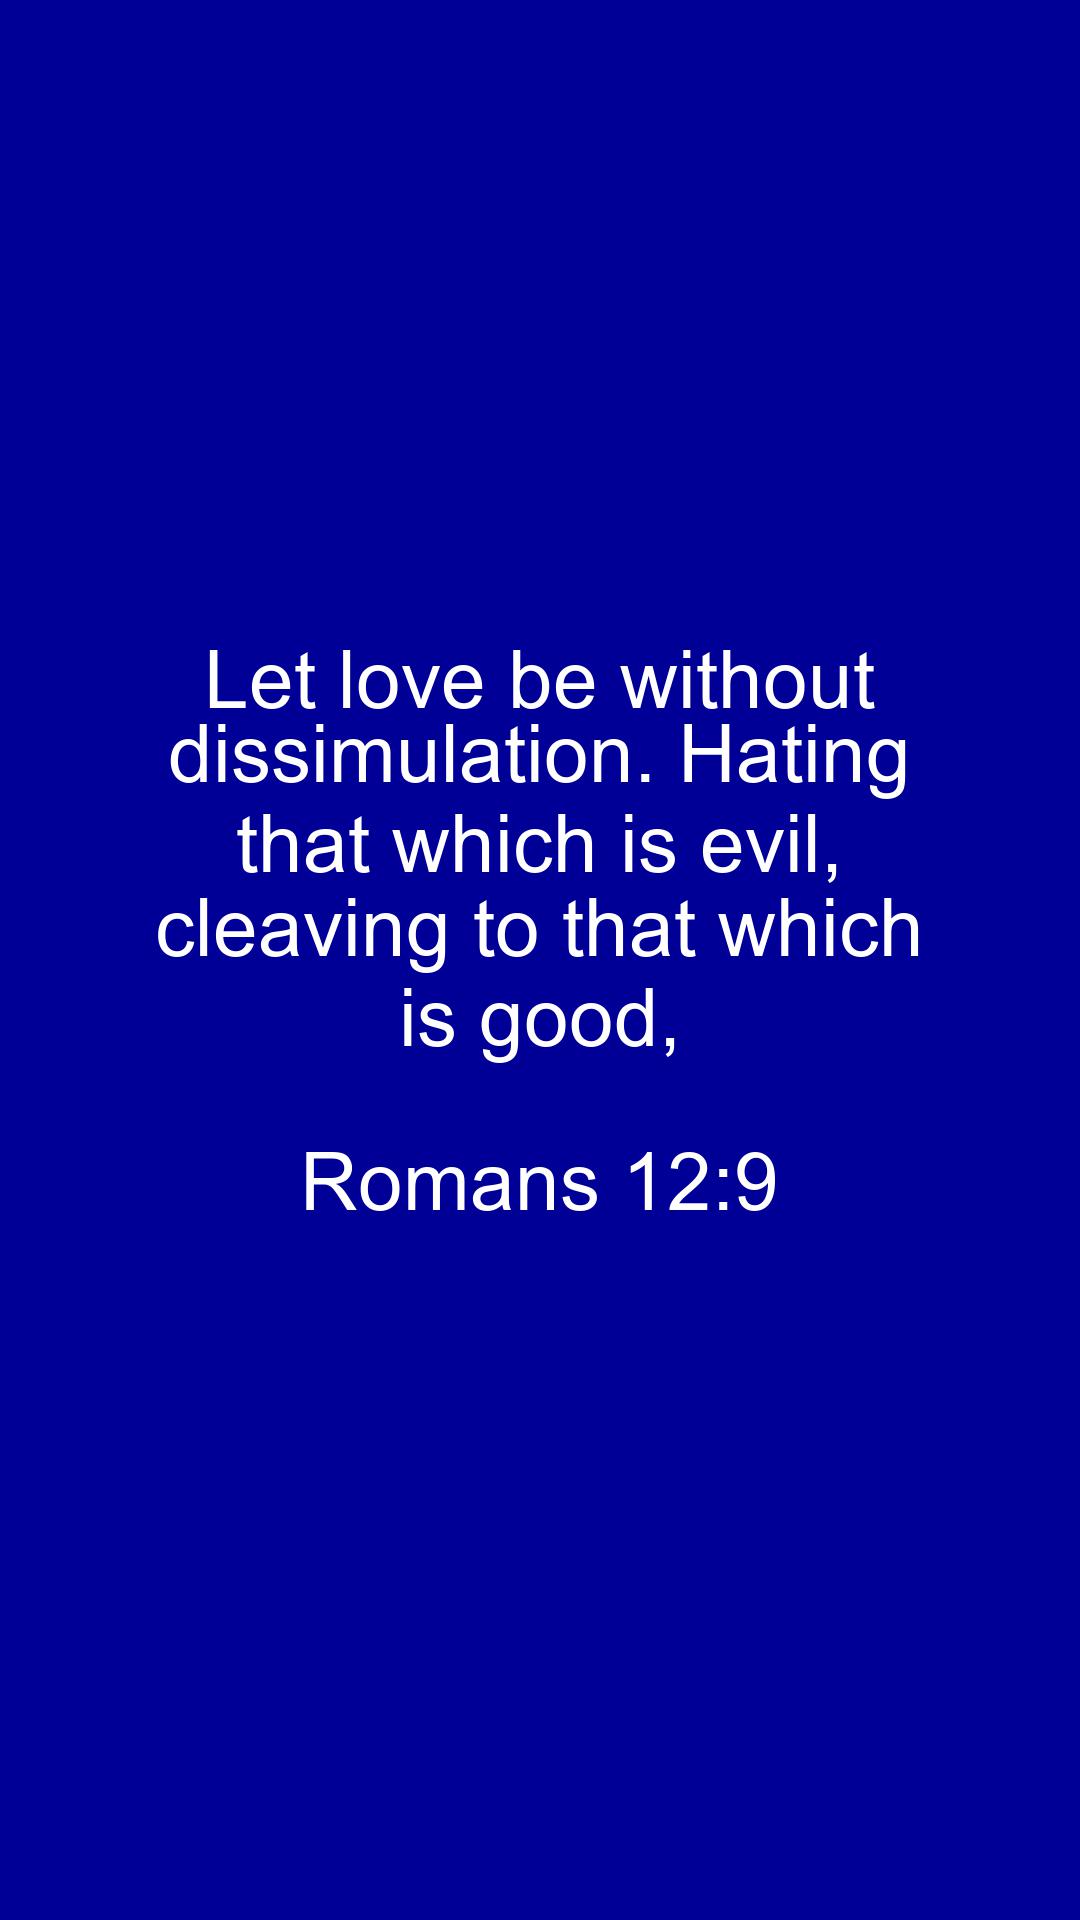 Let love be without
dissimulation. Hating
that which is evil,
cleaving to that which
is good,
Romans 12:9